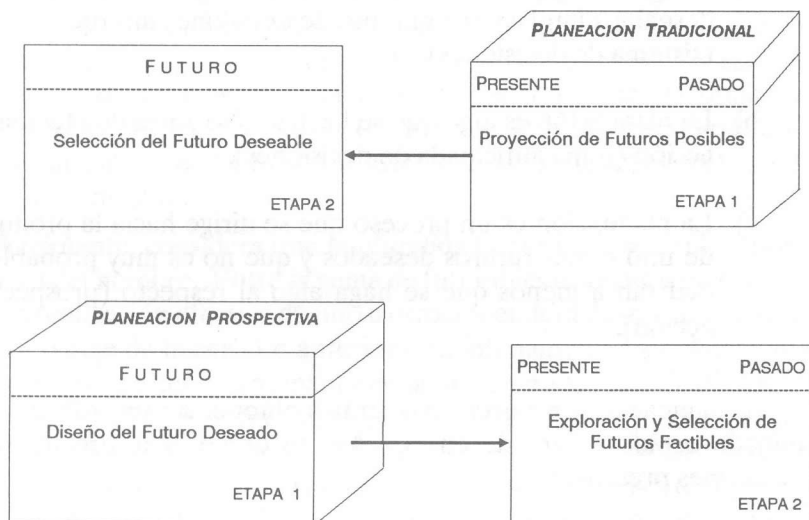 PLANEACION TRADICIONAL
FUTURO
PRESENTE PASADO
Selección del Futuro Deseable
Proyección de Futuros Posibles
ETAPA 2
ETAPA 1
PLANEACION PROSPECTIVA
FUTURO
PRESENTE PASADO
Diseño del Futuro Deseado
Exploración y Selección de
Futuros Factibles
ETAPA 1
ETAPA 2